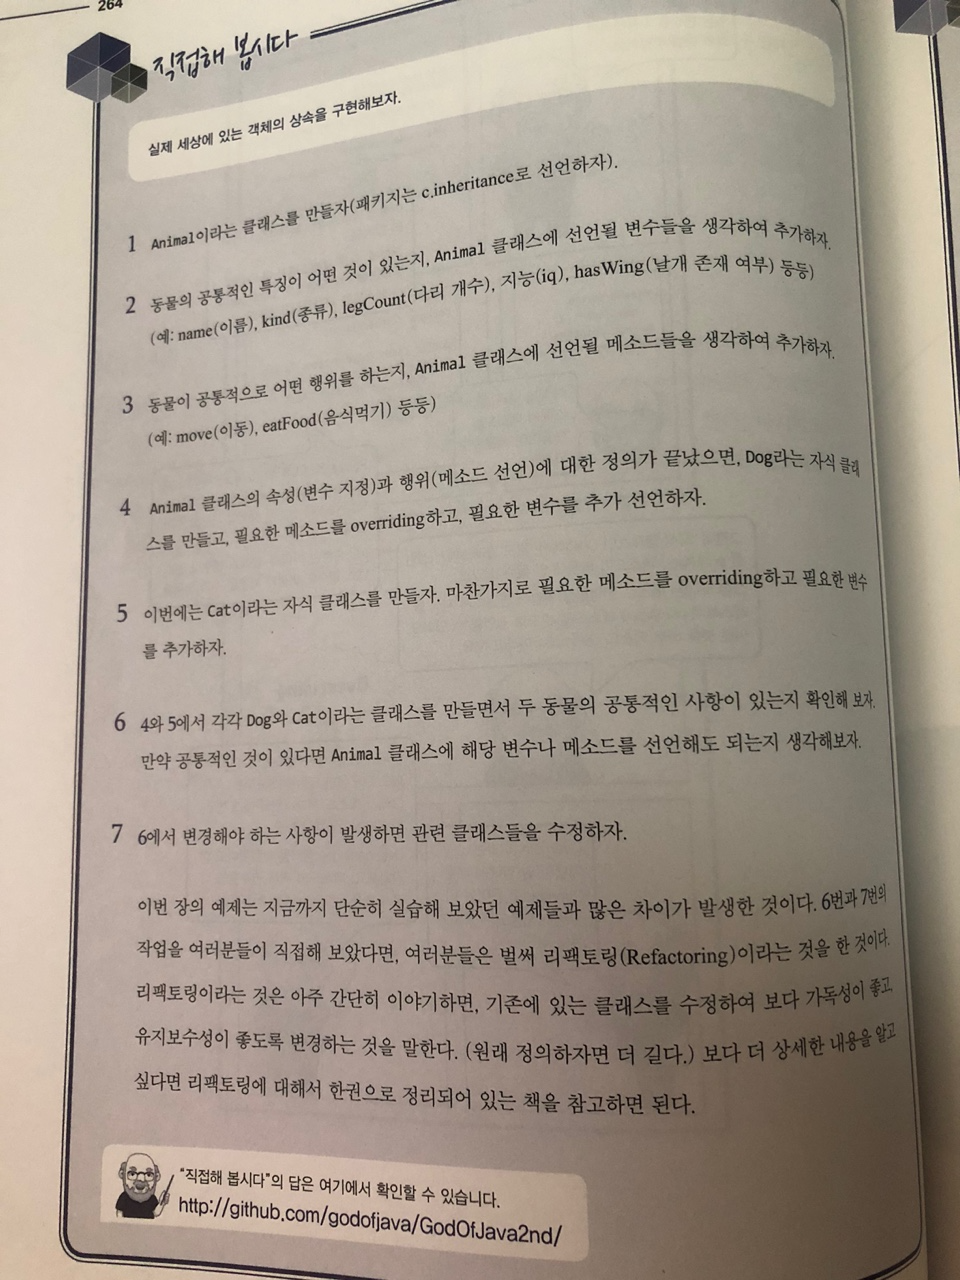 264
직접해 봅시다
실제 세상에 있는 객체의 상속을 구현해보자.
1 Animal이라는 클래스를 만들자(패키지는 c.inheritance로 선언하자).
2 동물의 공통적인 특징이 어떤 것이 있는지, Animal 클래스에 선언될 변수들을 생각하여 추가하자.
(예: name(이름), kind(종류), legCount(다리 개수), 지능(iq), hasWing(날개 존재 여부) 등등)
3 동물이 공통적으로 어떤 행위를 하는지, Animal 클래스에 선언될 메소드들을 생각하여 추가하자.
(예: move(이동), eatFood(음식먹기) 등등)
4 Animal 클래스의 속성(변수 지정)과 행위(메소드 선언)에 대한 정의가 끝났으면, Dog라는 자식 클래
스를 만들고, 필요한 메소드를 overriding하고, 필요한 변수를 추가 선언하자.
5 이번에는 Cat이라는 자식 클래스를 만들자. 마찬가지로 필요한 메소드를 overriding하고 필요한 변수
를 추가하자.
6 4와 5에서 각각 Dog와 Cat이라는 클래스를 만들면서 두 동물의 공통적인 사항이 있는지 확인해 보자.
만약 공통적인 것이 있다면 Animal 클래스에 해당 변수나 메소드를 선언해도 되는지 생각해보자.
7 6에서 변경해야 하는 사항이 발생하면 관련 클래스들을 수정하자.
이번 장의 예제는 지금까지 단순히 실습해 보았던 예제들과 많은 차이가 발생한 것이다. 6번과 7번의
작업을 여러분들이 직접해 보았다면, 여러분들은 벌써 리팩토링(Refactoring)이라는 것을 한 것이다.
리팩토링이라는 것은 아주 간단히 이야기하면, 기존에 있는 클래스를 수정하여 보다 가독성이 좋고,
유지보수성이 좋도록 변경하는 것을 말한다. (원래 정의하자면 더 길다.) 보다 더 상세한 내용을 알고
싶다면 리팩토링에 대해서 한권으로 정리되어 있는 책을 참고하면 된다.
“직접해 봅시다”의 답은 여기에서 확인할 수 있습니다.
http://github.com/godofjava/GodOfJava2nd/